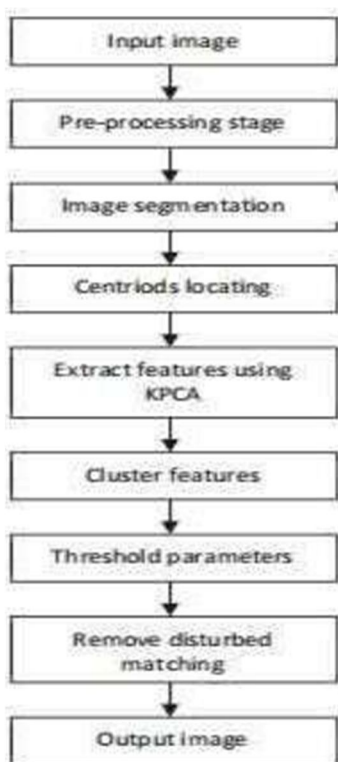 Input image
Pre-processing stage
Image segmentation
Centriods locating
Extract features using
KPCA
Cluster features
Threshold parameters
Remove disturbed
matching
Output image